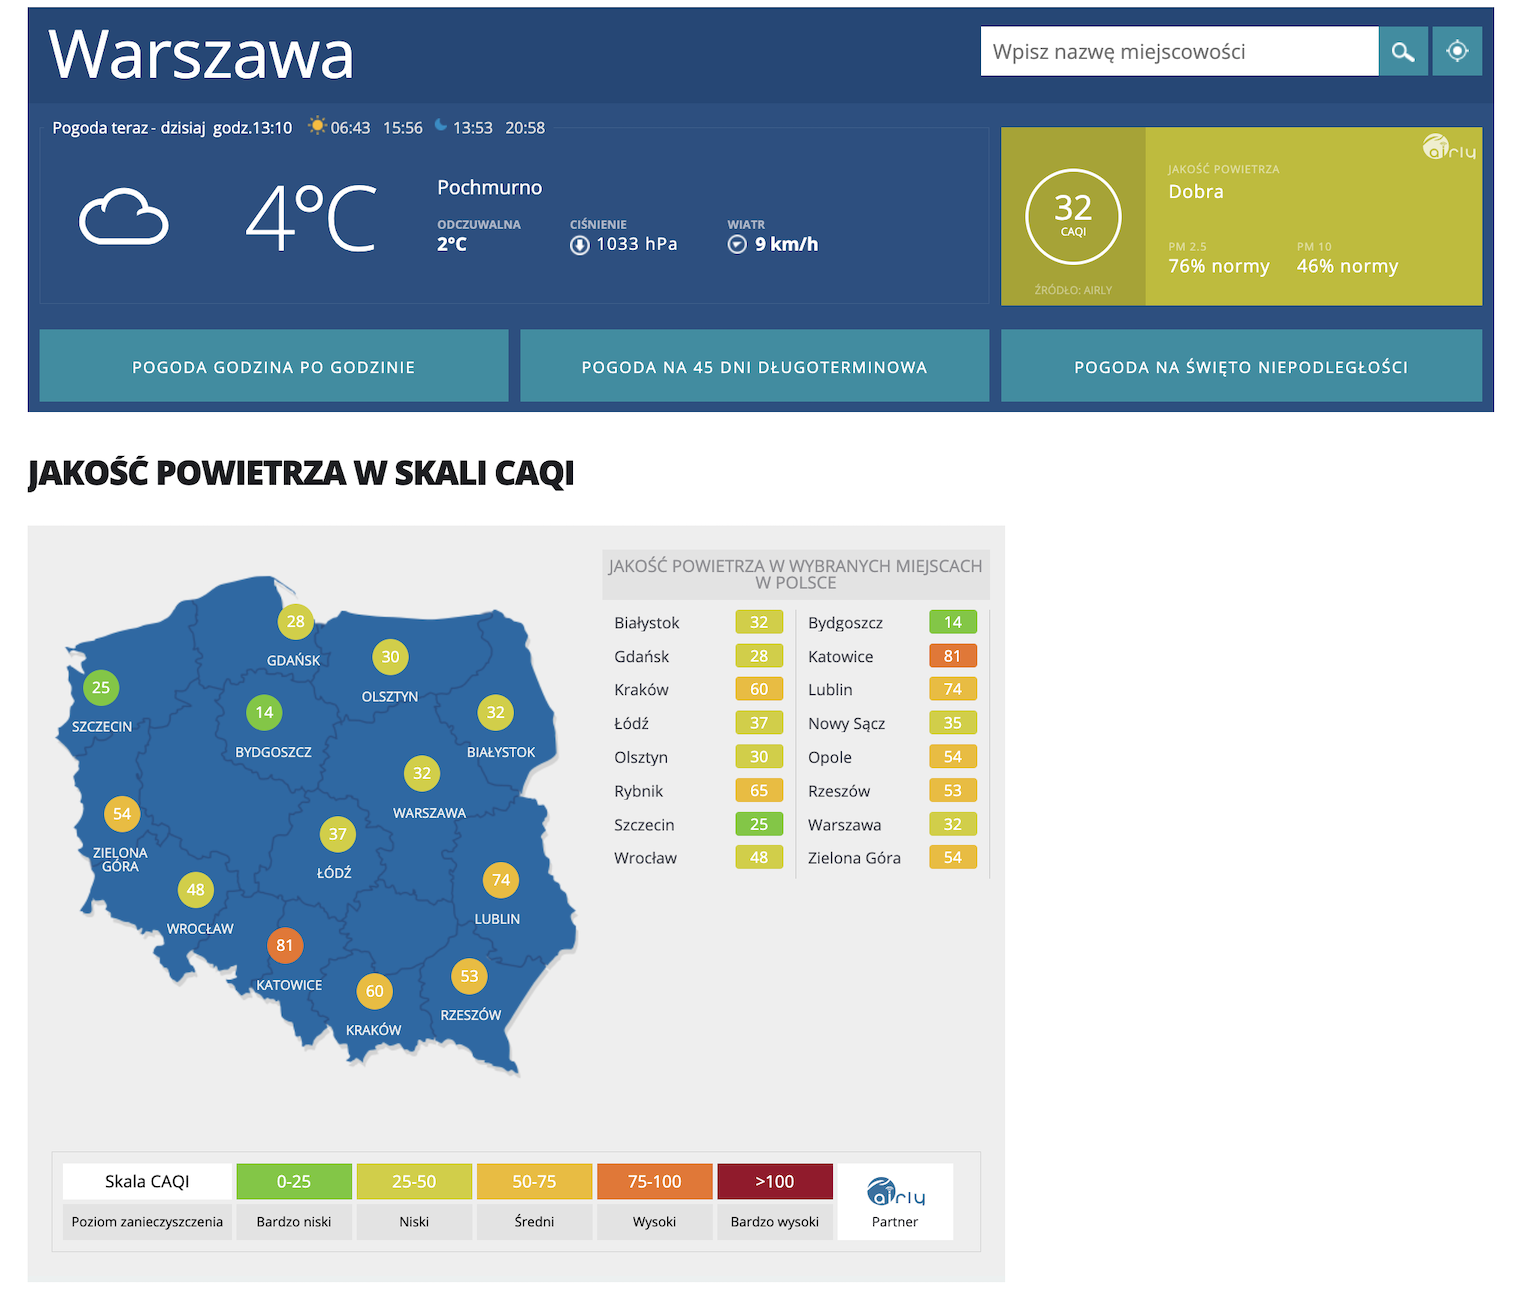 Warszawa
Wpisz nazwę miejscowości
Pogoda teraz - dzisiaj godz.13:10 06:43 15:56 13:53 20:58
4°C
Pochmurno
ODCZUWALNA CIŚNIENIE WIATR
2°C 1033 hPa 9 km/h
airly
JAKOŚĆ POWIETRZA
Dobra
32
CAQI
PM 2.5 PM 10
76% normy 46% normy
ŹRÓDŁO: AIRLY
POGODA GODZINA PO GODZINIE POGODA NA 45 DNI DŁUGOTERMINOWA POGODA NA ŚWIĘTO NIEPODLEGŁOŚCI
JAKOŚĆ POWIETRZA W SKALI CAQI
28
GDAŃSK
30
OLSZTYN
25
SZCZECIN
14
BYDGOSZCZ
32
BIAŁYSTOK
32
WARSZAWA
54
ZIELONA
GÓRA
37
ŁÓDŹ
48
WROCŁAW
74
LUBLIN
81
KATOWICE
60
KRAKÓW
53
RZESZÓW
JAKOŚĆ POWIETRZA W WYBRANYCH MIEJSCACH
W POLSCE
Białystok 32 Bydgoszcz 14
Gdańsk 28 Katowice 81
Kraków 60 Lublin 74
Łódź 37 Nowy Sącz 35
Olsztyn 30 Opole 54
Rybnik 65 Rzeszów 53
Szczecin 25 Warszawa 32
Wrocław 48 Zielona Góra 54
Skala CAQI 0-25 25-50 50-75 75-100 >100
Poziom zanieczyszczenia Bardzo niski Niski Średni Wysoki Bardzo wysoki
airly
Partner